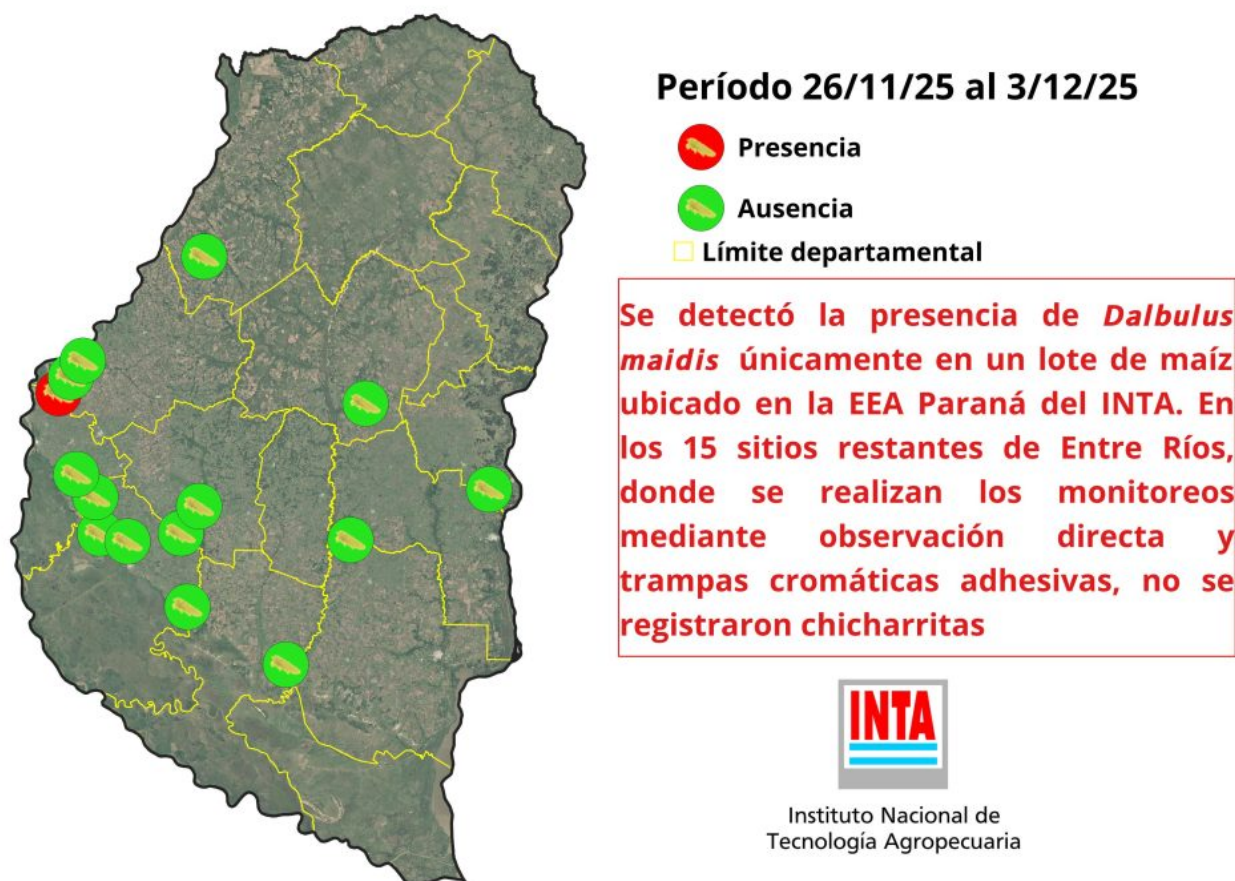 Período 26/11/25 al 3/12/25
Presencia
Ausencia
Límite departamental
Se detectó la presencia de Dalbulus
maidis únicamente en un lote de maíz
ubicado en la EEA Paraná del INTA. En
los 15 sitios restantes de Entre Ríos,
donde se realizan los monitoreos
mediante observación directa y
trampas cromáticas adhesivas, no se
registraron chicharritas
INTA
Instituto Nacional de
Tecnología Agropecuaria